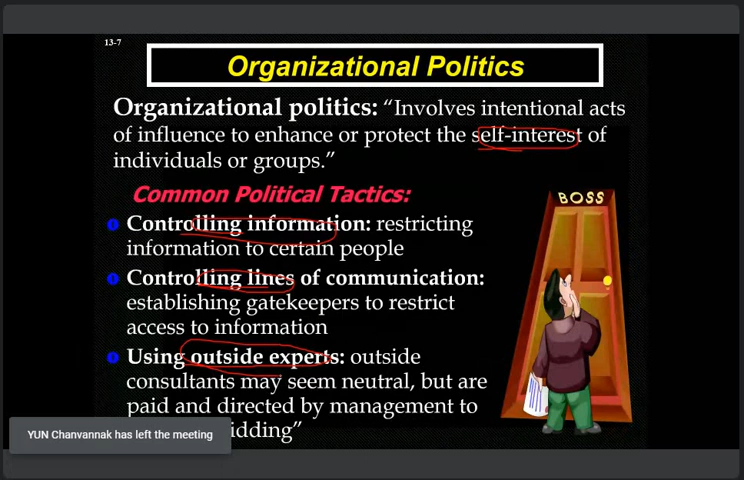 13-7
Organizational Politics
Organizational politics: “Involves intentional acts
of influence to enhance or protect the self-interest of
individuals or groups.”
Common Political Tactics:
Controlling information: restricting
information to certain people
Controlling lines of communication:
establishing gatekeepers to restrict
access to information
Using outside experts: outside
consultants may seem neutral, but are
paid and directed by management to
idding”
BOSS
YUN Chanvannak has left the meeting